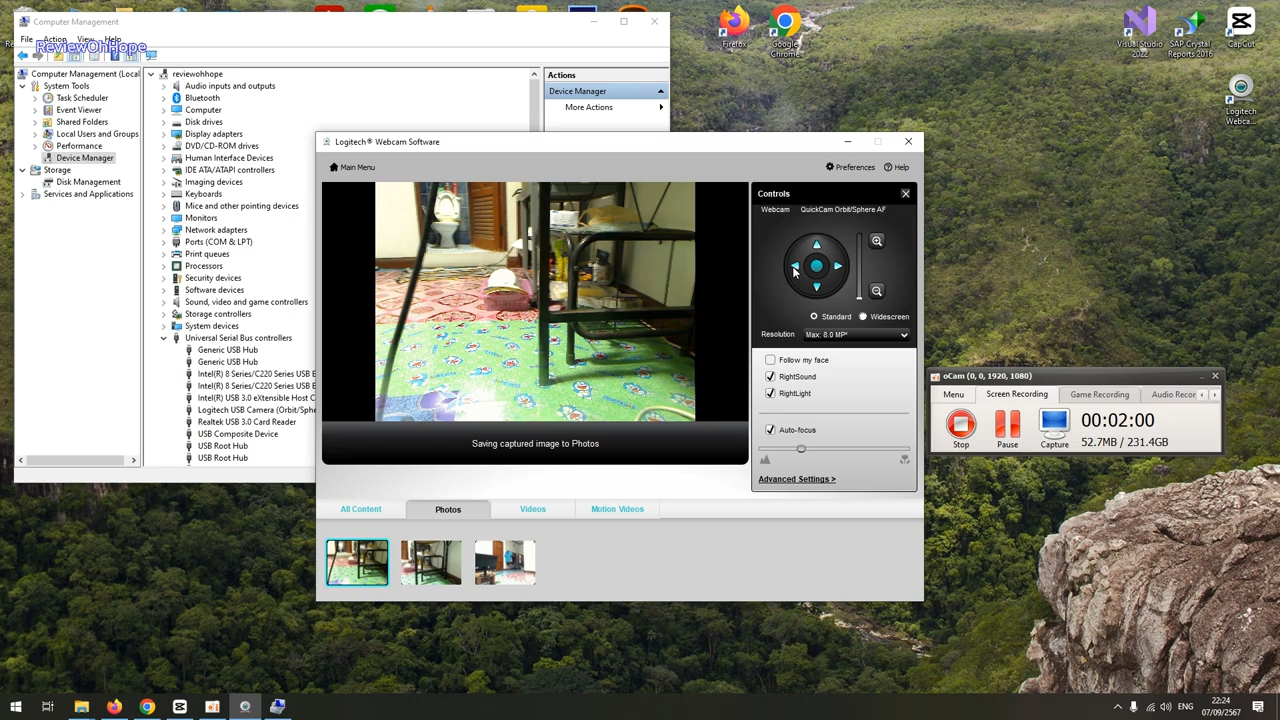 Computer Management
File Action View Help
ReviewOhHope
Computer Management (Local
System Tools
Task Scheduler
Event Viewer
Shared Folders
Local Users and Groups
Performance
Device Manager
Storage
Disk Management
Services and Applications
reviewohhope
Audio inputs and outputs
Bluetooth
Computer
Disk drives
Display adapters
DVD/CD-ROM drives
Human Interface Devices
IDE ATA/ATAPI controllers
Imaging devices
Keyboards
Mice and other pointing devices
Monitors
Network adapters
Ports (COM & LPT)
Print queues
Processors
Security devices
Software devices
Sound, video and game controllers
Storage controllers
System devices
Universal Serial Bus controllers
Generic USB Hub
Generic USB Hub
Intel(R) 8 Series/C220 Series USB E
Intel(R) 8 Series/C220 Series USB E
Intel(R) USB 3.0 eXtensible Host C
Logitech USB Camera (Orbit/Sphe
Realtek USB 3.0 Card Reader
USB Composite Device
USB Root Hub
USB Root Hub
Actions
Device Manager
More Actions
Logitech® Webcam Software
Main Menu
Preferences
Help
Controls
Webcam QuickCam Orbit/Sphere AF
Standard Widescreen
Resolution Max: 8.0 MP*
Follow my face
RightSound
RightLight
Auto-focus
Advanced Settings >
Saving captured image to Photos
All Content
Photos
Videos
Motion Videos
Firefox
Google Chrome
Visual Studio 2022
SAP Crystal Reports 2016
CapCut
Logitech Webca...
oCam (0, 0, 1920, 1080)
Menu
Screen Recording
Game Recording
Audio Recor
Stop
Pause
Capture
00:02:00
52.7MB / 231.4GB
ENG
22:24
07/09/2567